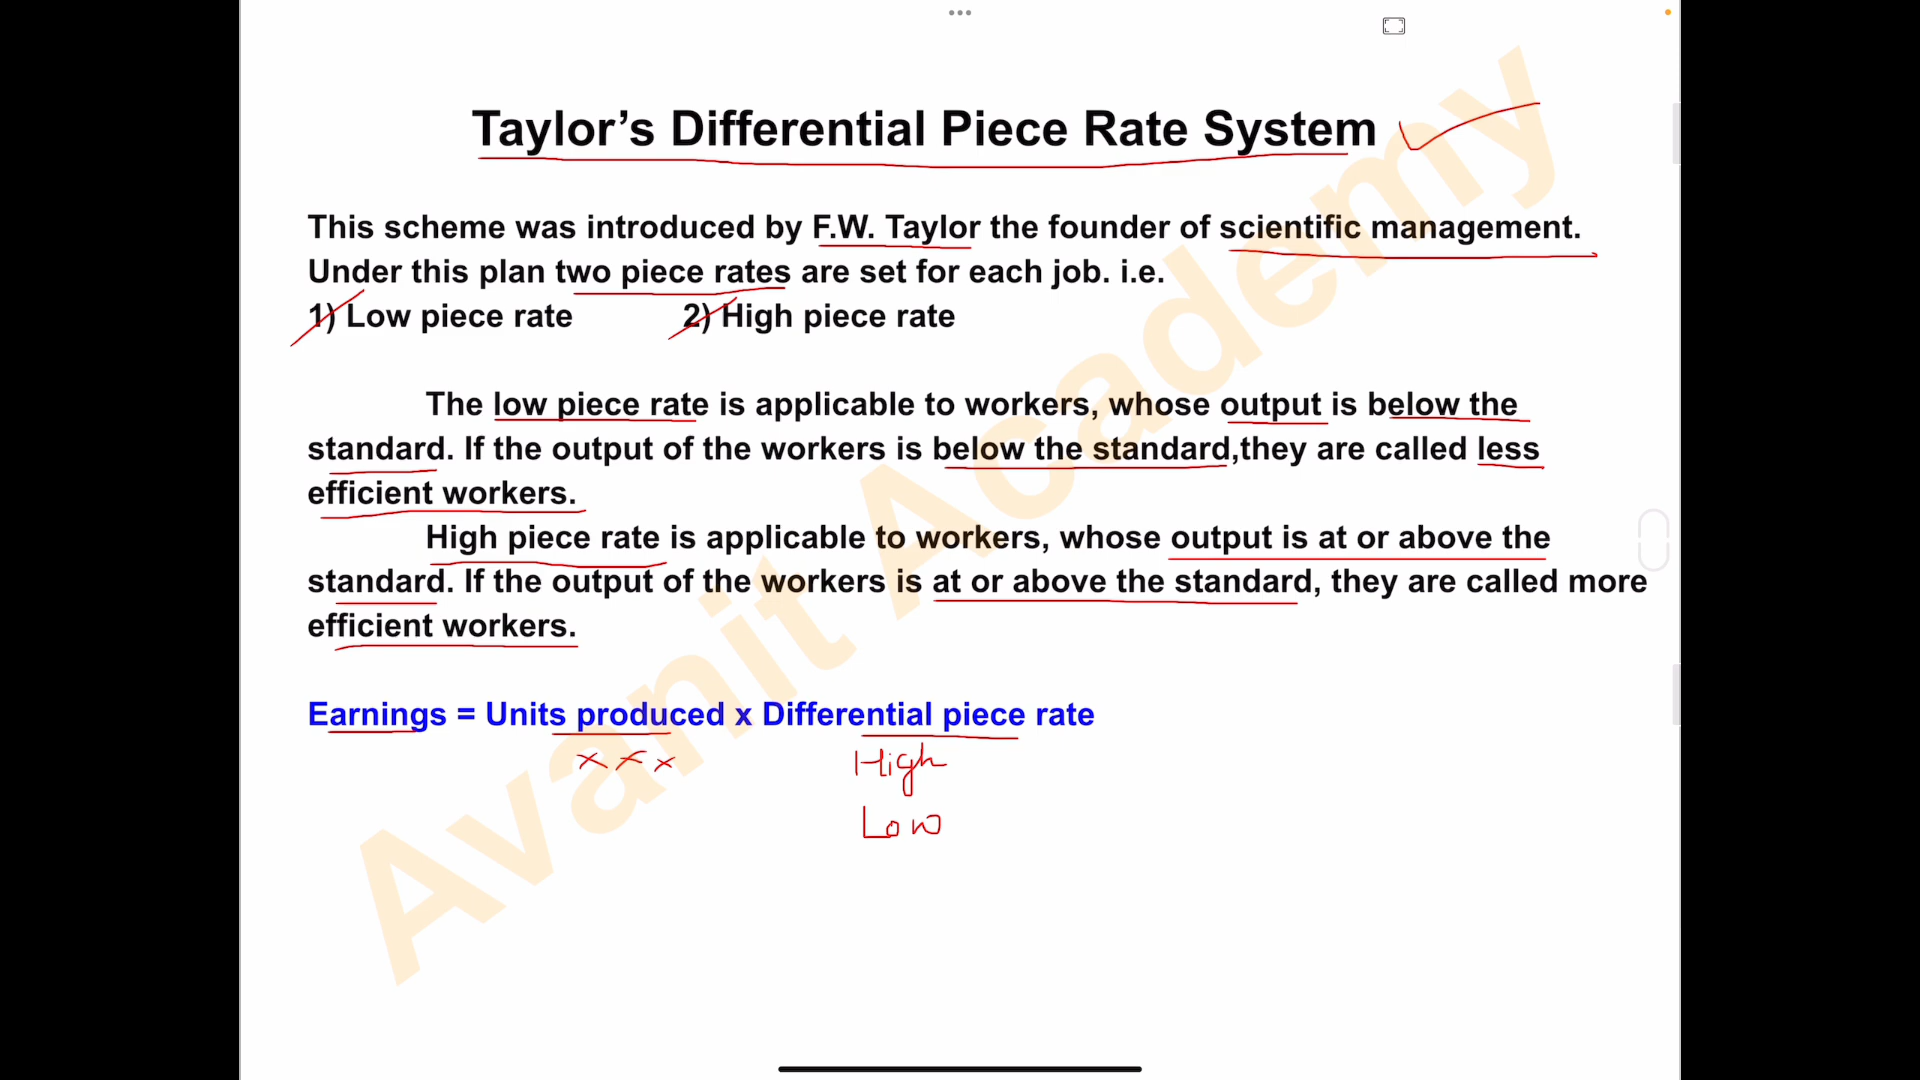 Taylor’s Differential Piece Rate System
This scheme was introduced by F.W. Taylor the founder of scientific management.
Under this plan two piece rates are set for each job. i.e.
1) Low piece rate 2) High piece rate
The low piece rate is applicable to workers, whose output is below the
standard. If the output of the workers is below the standard,they are called less
efficient workers.
High piece rate is applicable to workers, whose output is at or above the
standard. If the output of the workers is at or above the standard, they are called more
efficient workers.
Earnings = Units produced x Differential piece rate
x x x High
Low
Avanit Academy